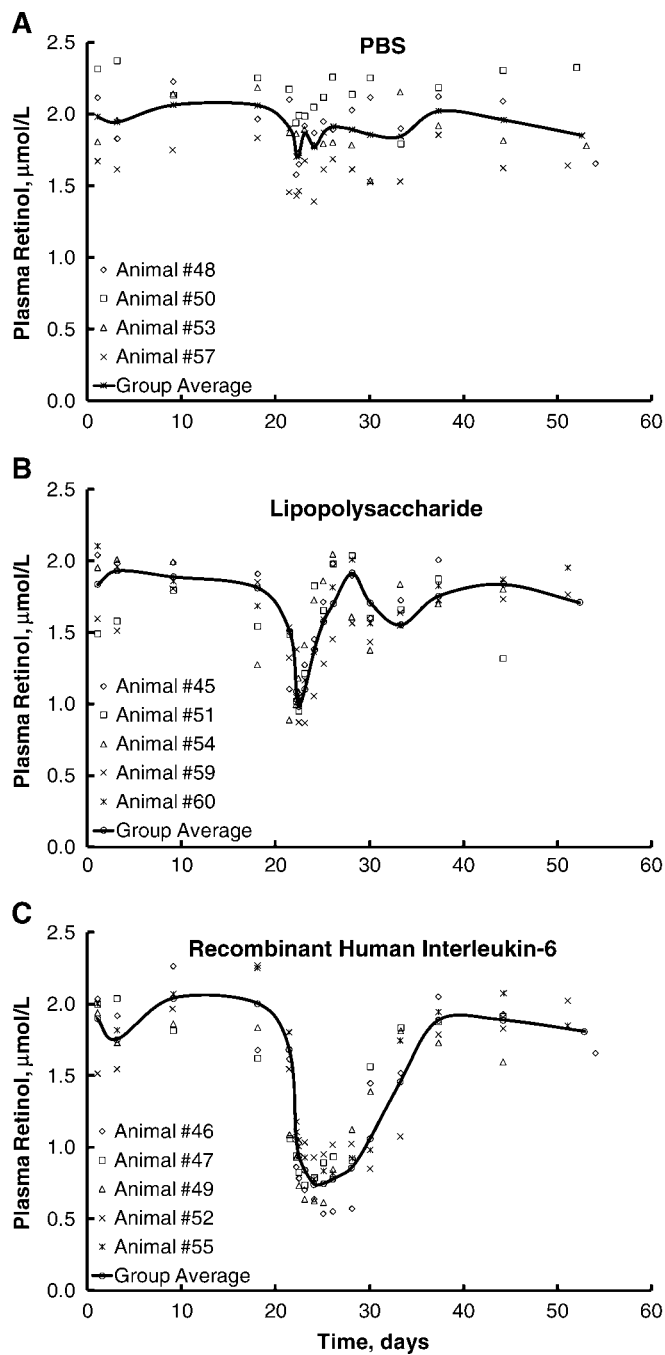 A
PBS
Plasma Retinol, μmol/L
2.5
2.0
1.5
1.0
0.5
0.0
Animal #48
Animal #50
Animal #53
Animal #57
Group Average
0 10 20 30 40 50 60
B
Lipopolysaccharide
Plasma Retinol, μmol/L
2.5
2.0
1.5
1.0
0.5
0.0
Animal #45
Animal #51
Animal #54
Animal #59
Animal #60
Group Average
0 10 20 30 40 50 60
C
Recombinant Human Interleukin-6
Plasma Retinol, μmol/L
2.5
2.0
1.5
1.0
0.5
0.0
Animal #46
Animal #47
Animal #49
Animal #52
Animal #55
Group Average
0 10 20 30 40 50 60
Time, days